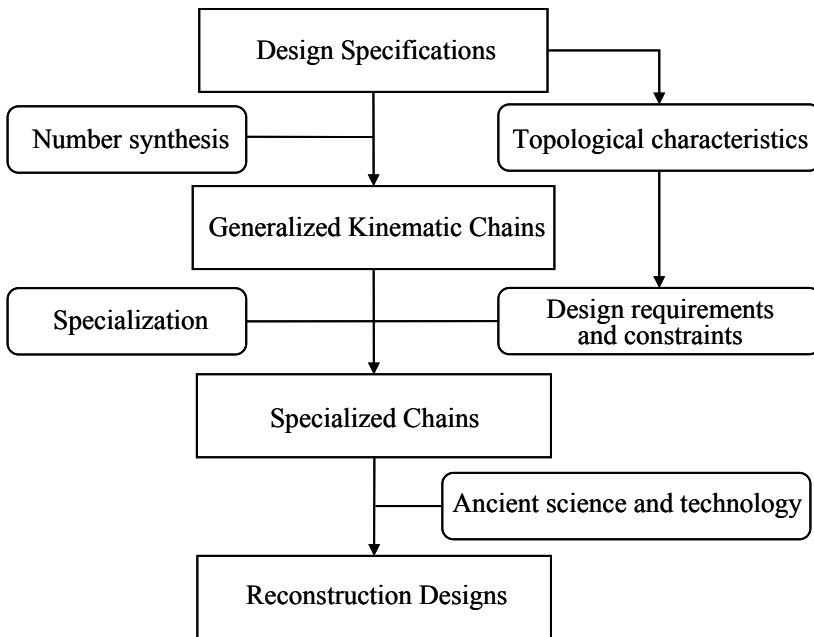 Design Specifications
Number synthesis
Topological characteristics
Generalized Kinematic Chains
Specialization
Design requirements
and constraints
Specialized Chains
Ancient science and technology
Reconstruction Designs